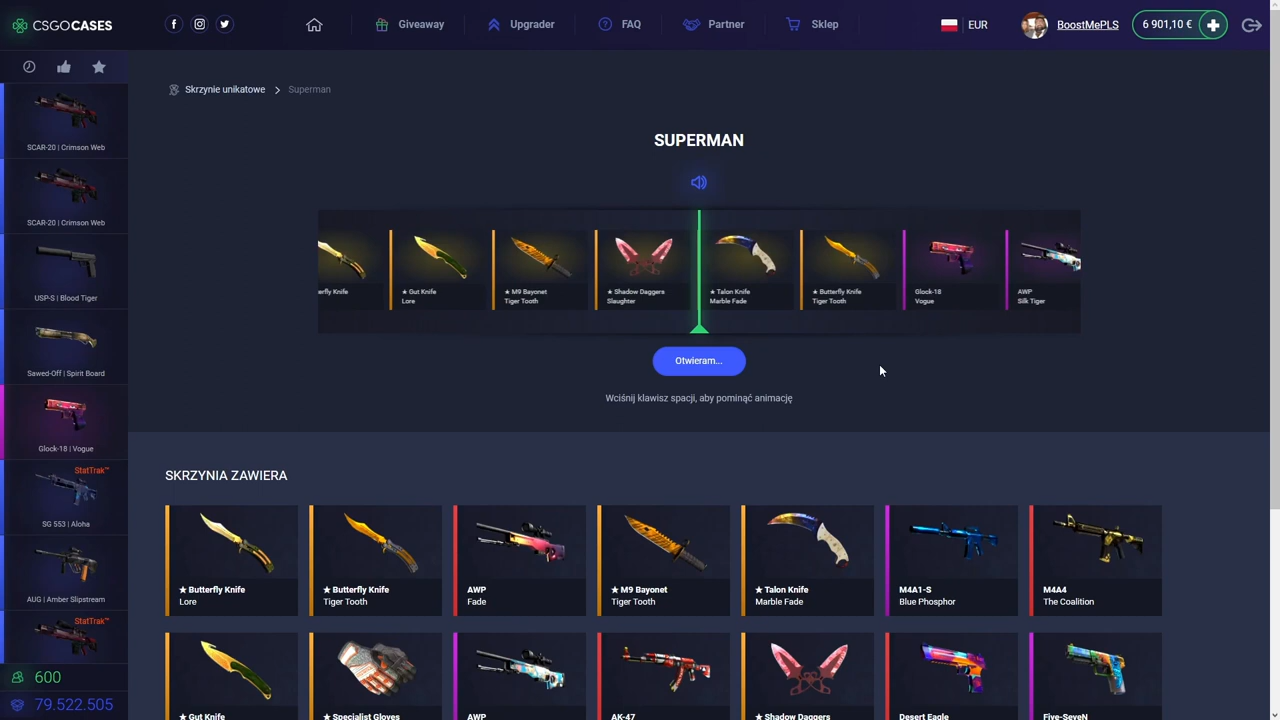 CSGOCASES
Giveaway
Upgrader
FAQ
Partner
Sklep
EUR
BoostMePLS
6 901,10 €
SCAR-20 | Crimson Web
SCAR-20 | Crimson Web
USP-S | Blood Tiger
Sawed-Off | Spirit Board
Glock-18 | Vogue
StatTrak™
SG 553 | Aloha
AUG | Amber Slipstream
StatTrak™
600
79.522.505
Skrzynie unikatowe
Superman
SUPERMAN
erfly Knife
★ Gut Knife
Lore
★ M9 Bayonet
Tiger Tooth
★ Shadow Daggers
Slaughter
★ Talon Knife
Marble Fade
★ Butterfly Knife
Tiger Tooth
Glock-18
Vogue
AWP
Silk Tiger
Otwieram...
Wciśnij klawisz spacji, aby pominąć animację
SKRZYNIA ZAWIERA
★ Butterfly Knife
Lore
★ Butterfly Knife
Tiger Tooth
AWP
Fade
★ M9 Bayonet
Tiger Tooth
★ Talon Knife
Marble Fade
M4A1-S
Blue Phosphor
M4A4
The Coalition
★ Gut Knife
★ Specialist Gloves
AWP
AK-47
★ Shadow Daggers
Desert Eagle
Five-SeveN